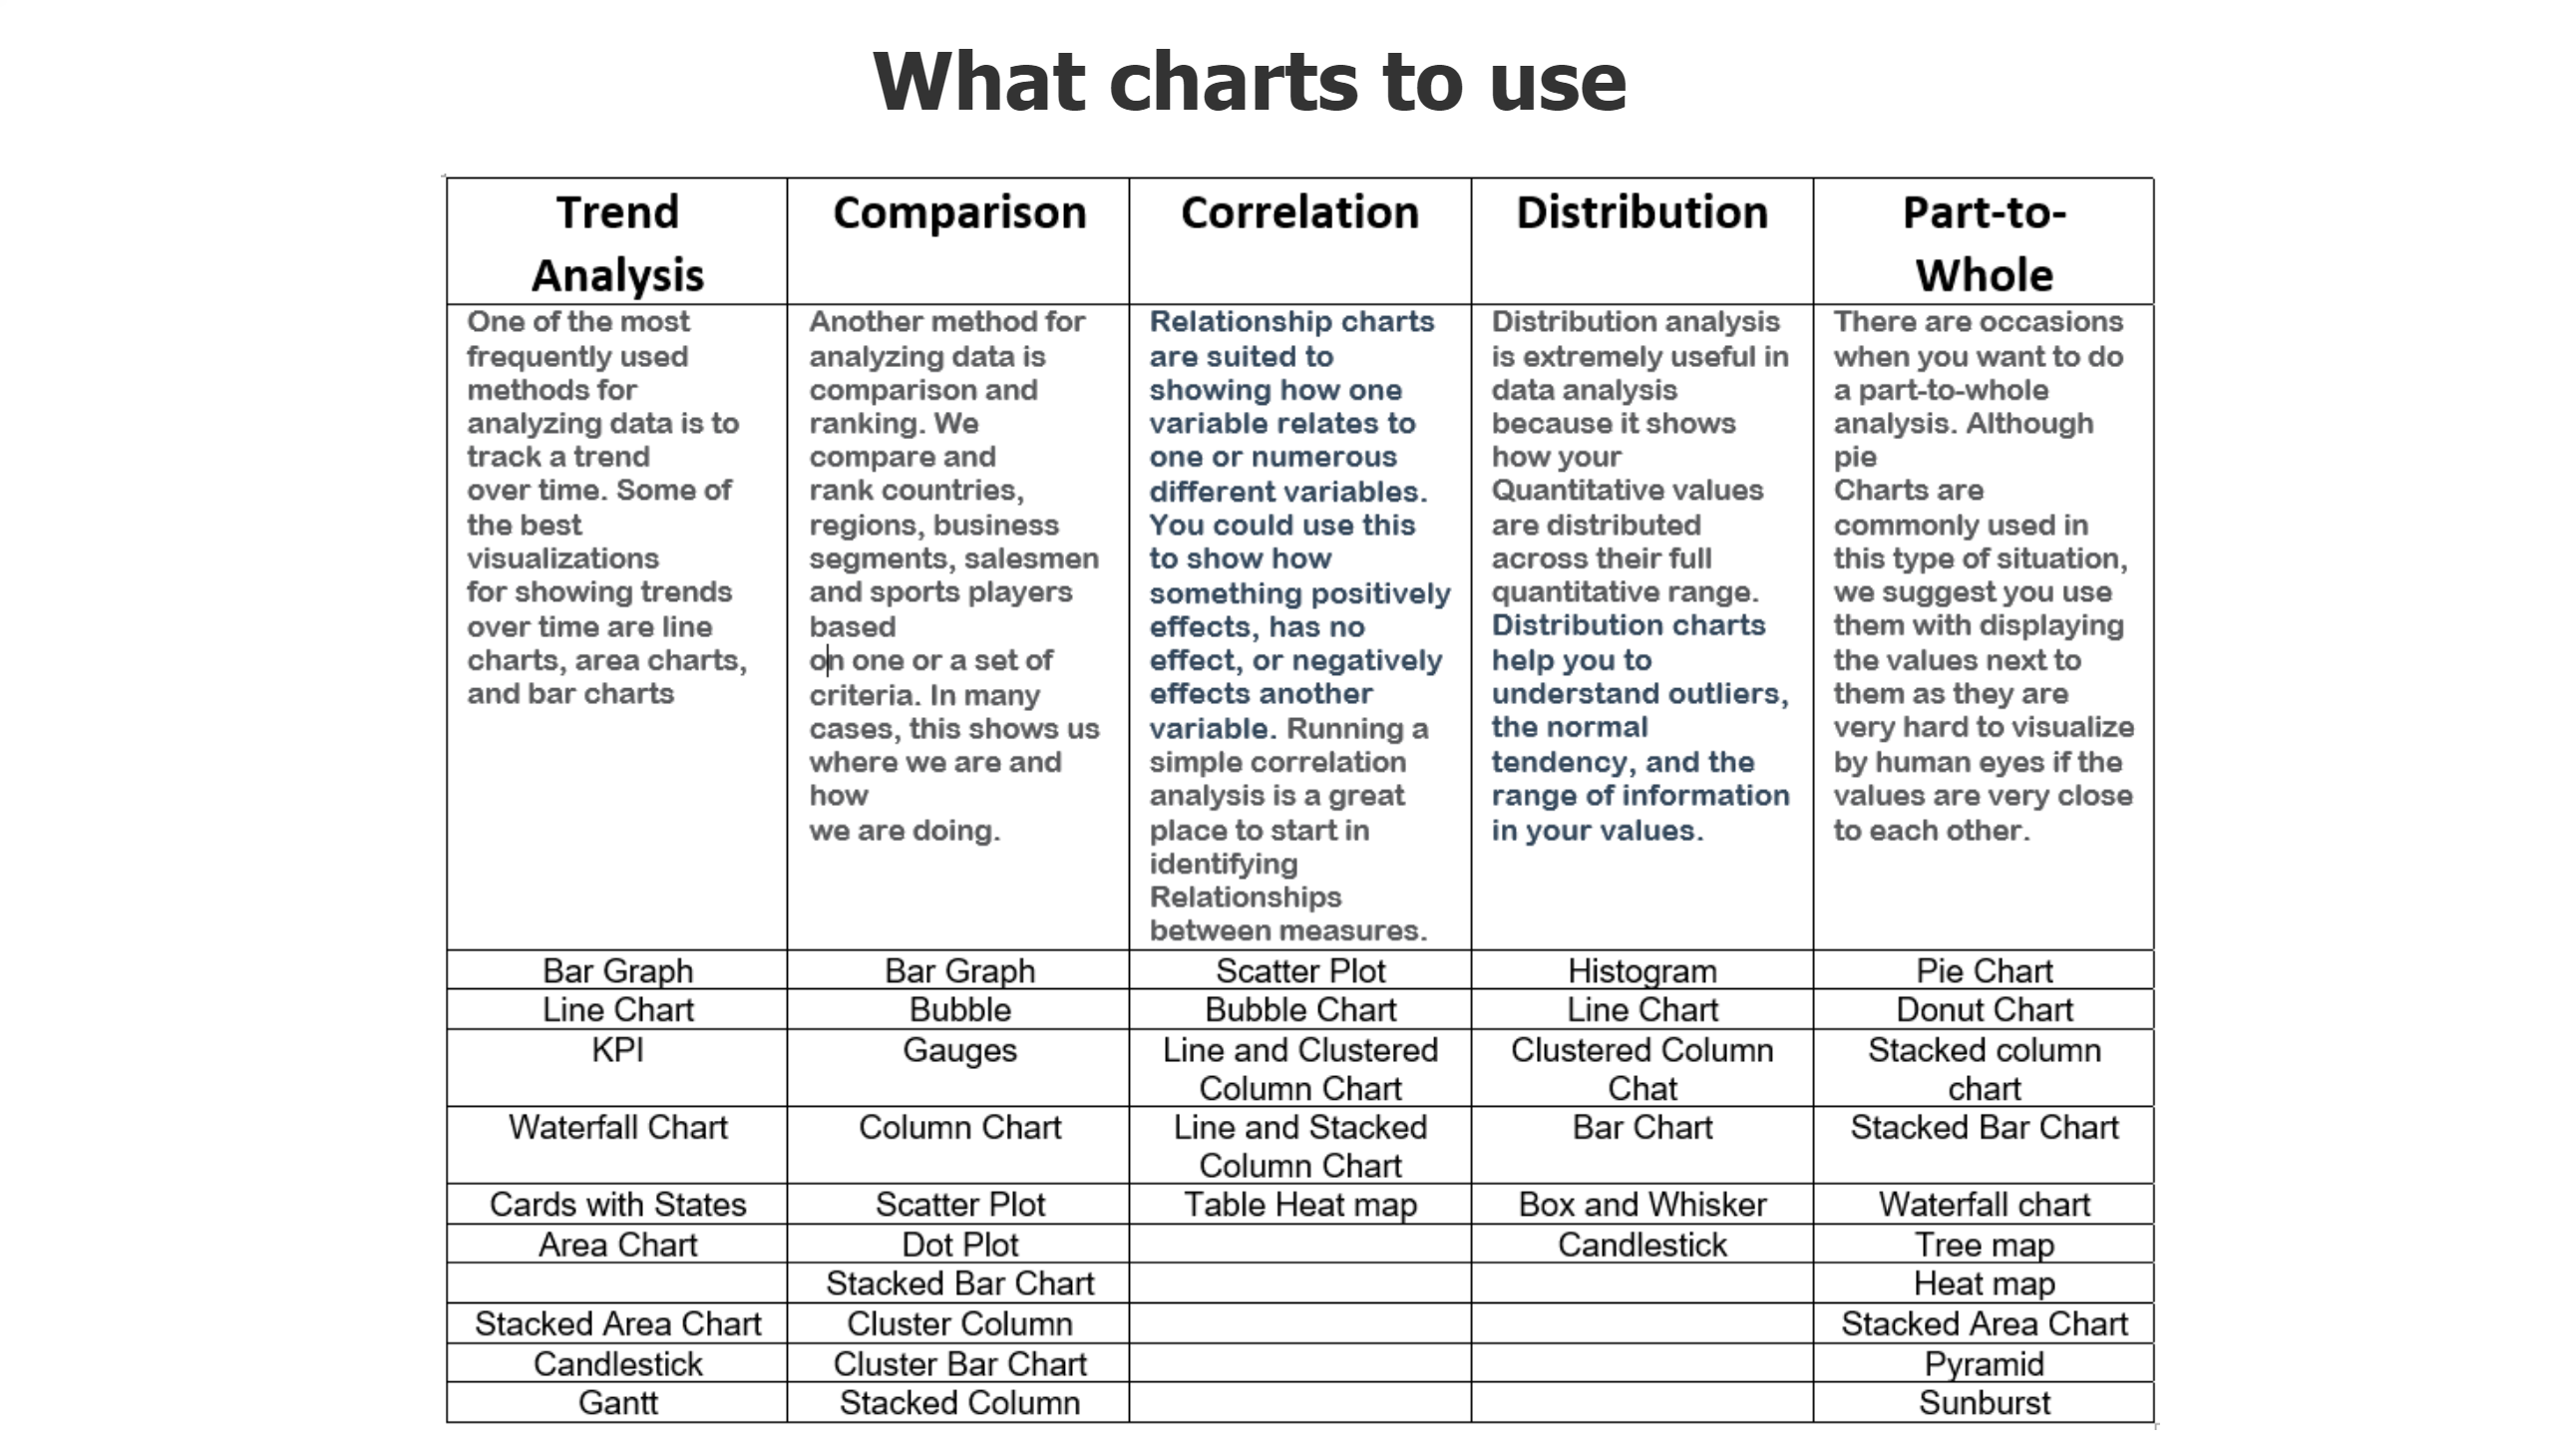 What charts to use
Trend
Analysis
Comparison
Correlation
Distribution
Part-to-
Whole
One of the most
frequently used
methods for
analyzing data is to
track a trend
over time. Some of
the best
visualizations
for showing trends
over time are line
charts, area charts,
and bar charts
Another method for
analyzing data is
comparison and
ranking. We
compare and
rank countries,
regions, business
segments, salesmen
and sports players
based
on one or a set of
criteria. In many
cases, this shows us
where we are and
how
we are doing.
Relationship charts
are suited to
showing how one
variable relates to
one or numerous
different variables.
You could use this
to show how
something positively
effects, has no
effect, or negatively
effects another
variable. Running a
simple correlation
analysis is a great
place to start in
identifying
Relationships
between measures.
Distribution analysis
is extremely useful in
data analysis
because it shows
how your
Quantitative values
are distributed
across their full
quantitative range.
Distribution charts
help you to
understand outliers,
the normal
tendency, and the
range of information
in your values.
There are occasions
when you want to do
a part-to-whole
analysis. Although
pie
Charts are
commonly used in
this type of situation,
we suggest you use
them with displaying
the values next to
them as they are
very hard to visualize
by human eyes if the
values are very close
to each other.
Bar Graph
Bar Graph
Scatter Plot
Histogram
Pie Chart
Line Chart
Bubble
Bubble Chart
Line Chart
Donut Chart
KPI
Gauges
Line and Clustered
Column Chart
Clustered Column
Chat
Stacked column
chart
Waterfall Chart
Column Chart
Line and Stacked
Column Chart
Bar Chart
Stacked Bar Chart
Cards with States
Scatter Plot
Table Heat map
Box and Whisker
Waterfall chart
Area Chart
Dot Plot
Candlestick
Tree map
Stacked Bar Chart
Heat map
Stacked Area Chart
Cluster Column
Stacked Area Chart
Candlestick
Cluster Bar Chart
Pyramid
Gantt
Stacked Column
Sunburst